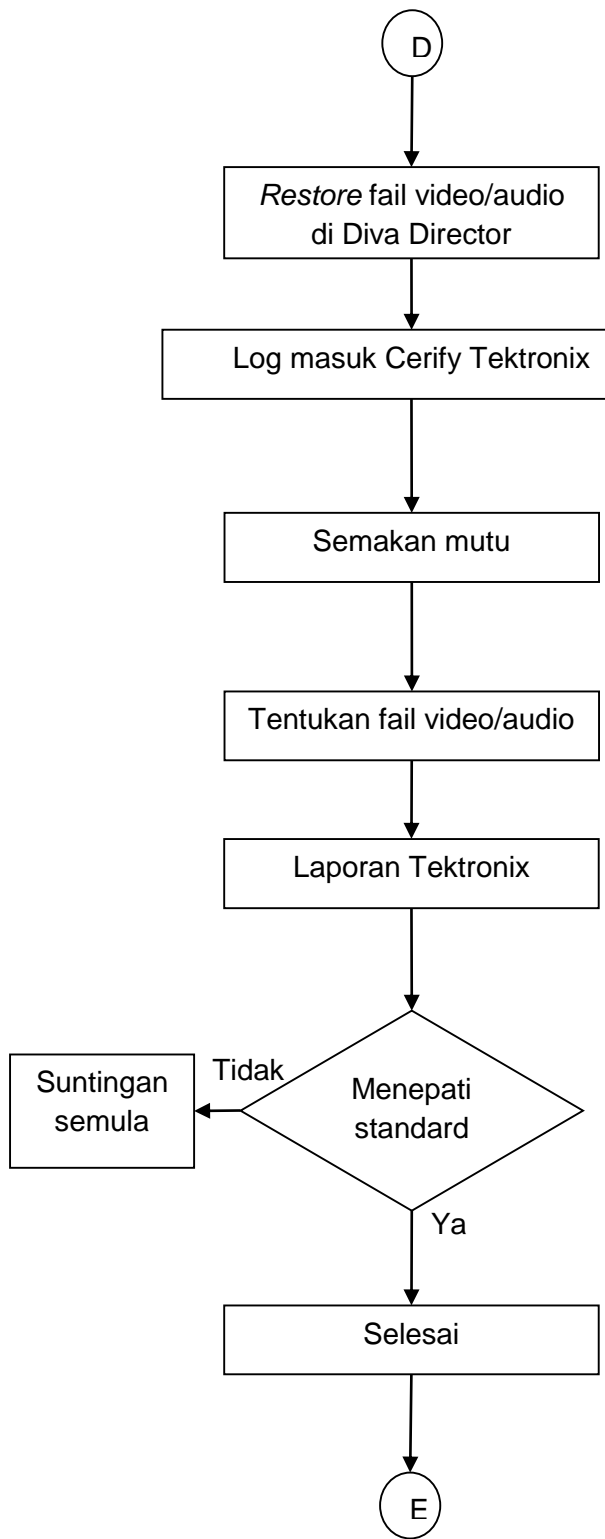 D
Restore fail video/audio
di Diva Director
Log masuk Cerify Tektronix
Semakan mutu
Tentukan fail video/audio
Laporan Tektronix
Menepati
standard
Tidak
Suntingan
semula
Ya
Selesai
E